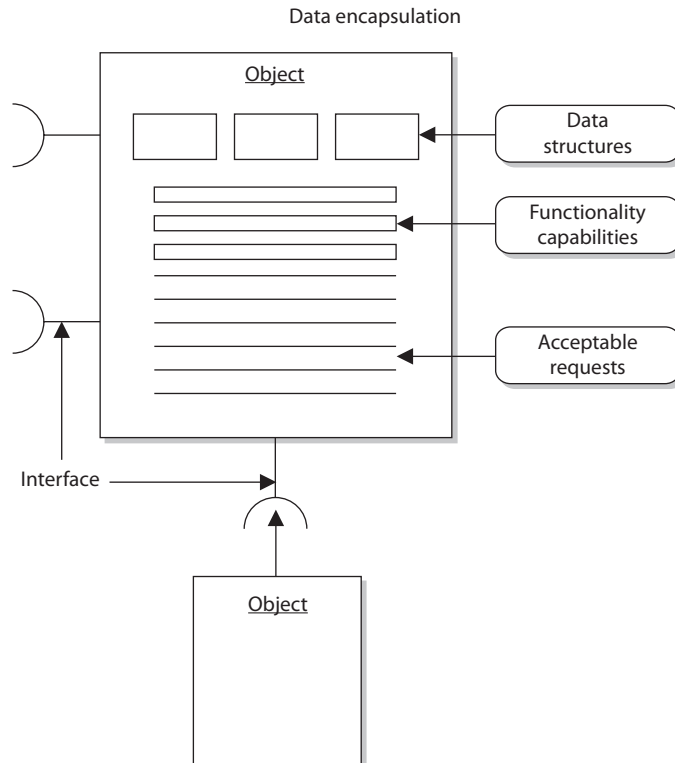 Data encapsulation
Object
Data
structures
Functionality
capabilities
Acceptable
requests
Interface
Object